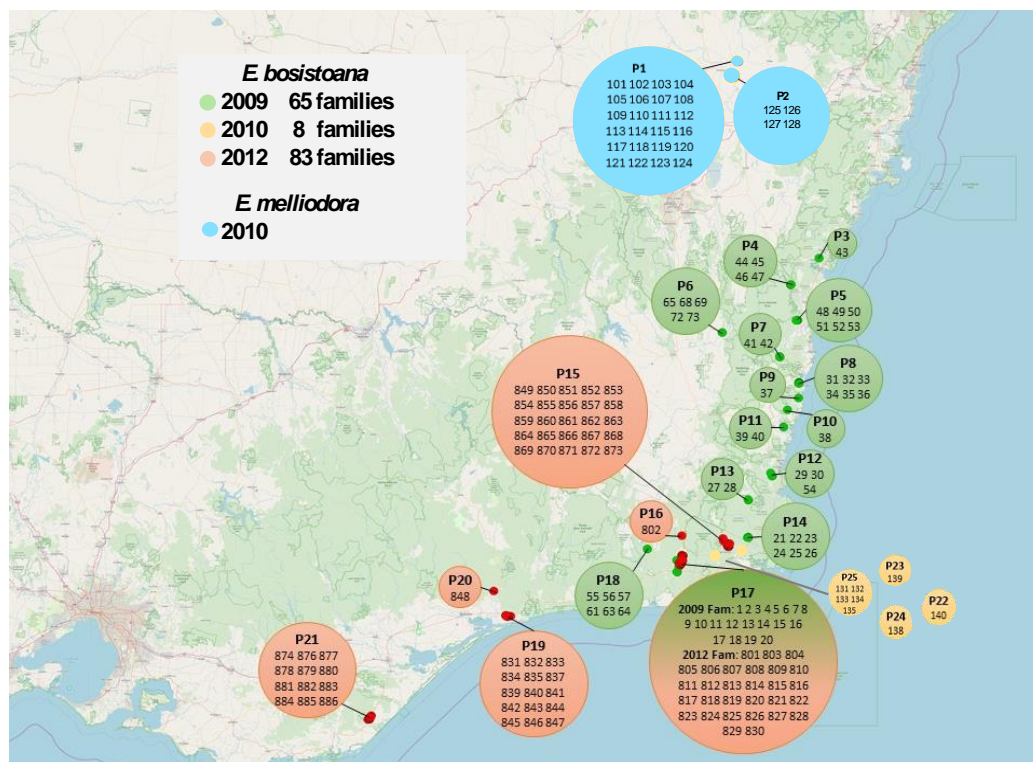 E. bosistoana
2009 65 families
2010 8 families
2012 83 families
E. melliodora
2010
P1
101 102 103 104
105 106 107 108
109 110 111 112
113 114 115 116
117 118 119 120
121 122 123 124
P2
125 126
127 128
P3
43
P4
44 45
46 47
P5
48 49 50
51 52 53
P6
65 68 69
72 73
P7
41 42
P8
31 32 33
34 35 36
P9
37
P10
38
P11
39 40
P12
29 30
54
P13
27 28
P14
21 22 23
24 25 26
P15
849 850 851 852 853
854 855 856 857 858
859 860 861 862 863
864 865 866 867 868
869 870 871 872 873
P16
802
P17
2009 Fam: 1 2 3 4 5 6 7 8
9 10 11 12 13 14 15 16
17 18 19 20
2012 Fam: 801 803 804
805 806 807 808 809 810
811 812 813 814 815 816
817 818 819 820 821 822
823 824 825 826 827 828
829 830
P18
55 56 57
61 63 64
P19
831 832 833
834 835 837
839 840 841
842 843 844
845 846 847
P20
848
P21
874 876 877
878 879 880
881 882 883
884 885 886
P25
131 132
133 134
135
P23
139
P22
140
P24
138